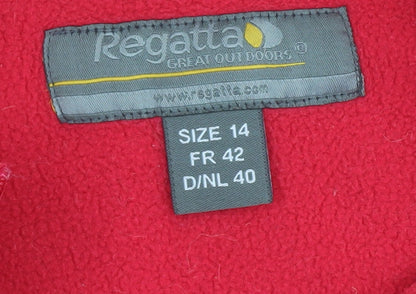 Regatta
GREAT OUTDOORS ®
www.regatta.com
SIZE 14
FR 42
D/NL 40